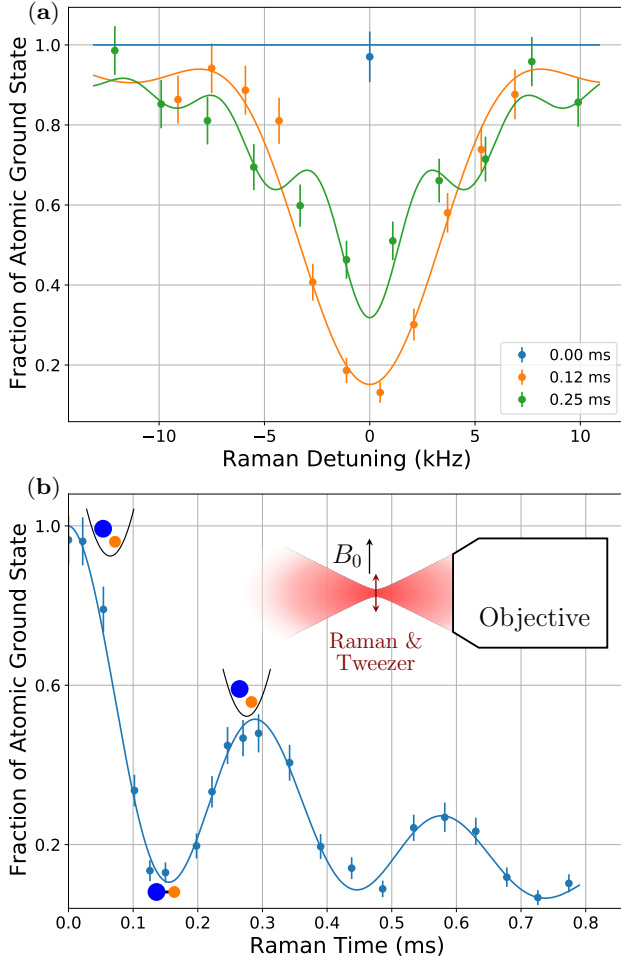 (a)
1.0
0.8
0.6
0.4
0.2
Fraction of Atomic Ground State
−10
−5
0
5
10
Raman Detuning (kHz)
0.00 ms
0.12 ms
0.25 ms
(b)
1.0
0.6
0.2
Fraction of Atomic Ground State
B0
Objective
Raman &
Tweezer
0.0
0.1
0.2
0.3
0.4
0.5
0.6
0.7
0.8
Raman Time (ms)